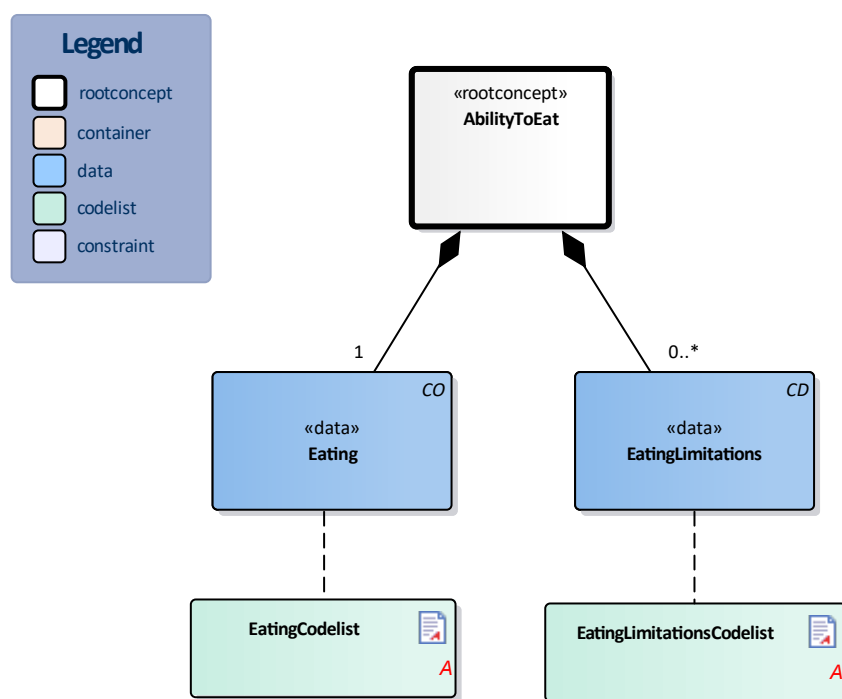 Legend
rootconcept
container
data
codelist
constraint
«rootconcept»
AbilityToEat
1
0..*
CO
«data»
Eating
CD
«data»
EatingLimitations
EatingCodelist
A
EatingLimitationsCodelist
A